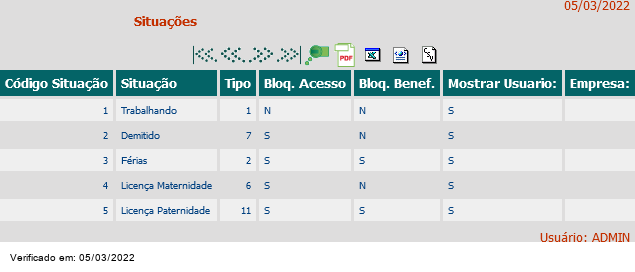 05/03/2022
Situações
PDF
Código Situação Situação Tipo Bloq. Acesso Bloq. Benef. Mostrar Usuario: Empresa:
1 Trabalhando 1 N N S
2 Demitido 7 S N S
3 Férias 2 S S S
4 Licença Maternidade 6 S N S
5 Licença Paternidade 11 S S S
Usuário: ADMIN
Verificado em: 05/03/2022